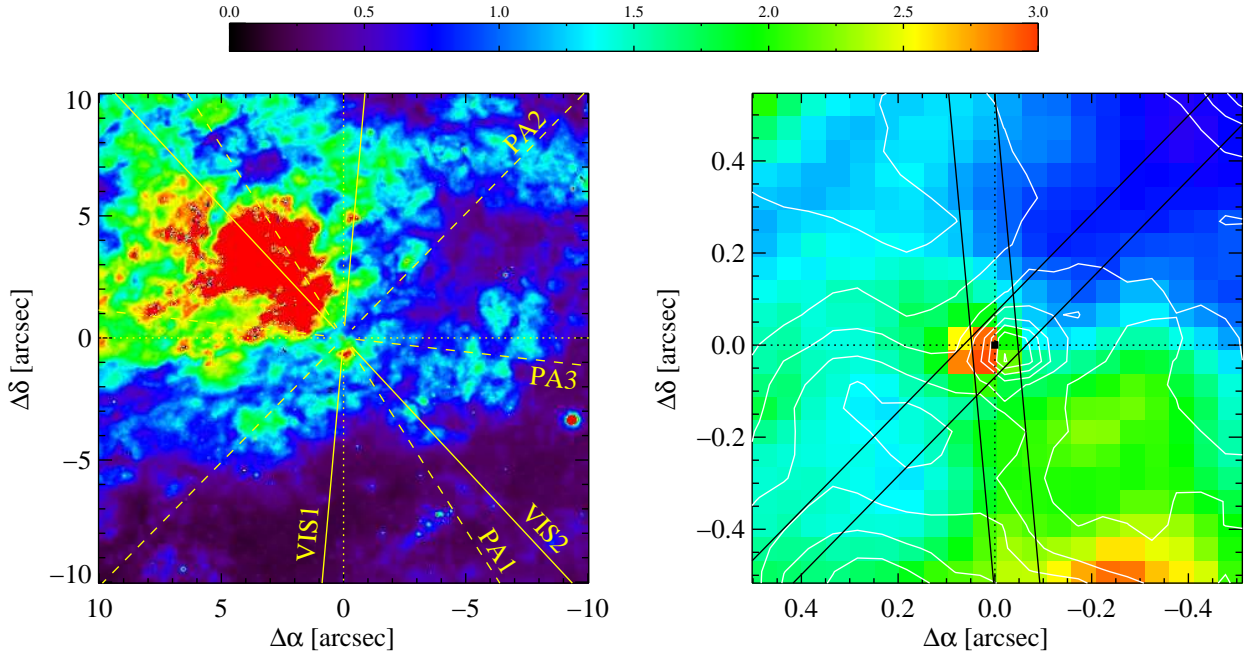 0.0 0.5 1.0 1.5 2.0 2.5 3.0
10
5
0
−5
−10
10 5 0 −5 −10
Δδ [arcsec]
Δα [arcsec]
PA2
PA3
VIS1
PA1
VIS2
0.4
0.2
0.0
−0.2
−0.4
0.4 0.2 0.0 −0.2 −0.4
Δδ [arcsec]
Δα [arcsec]